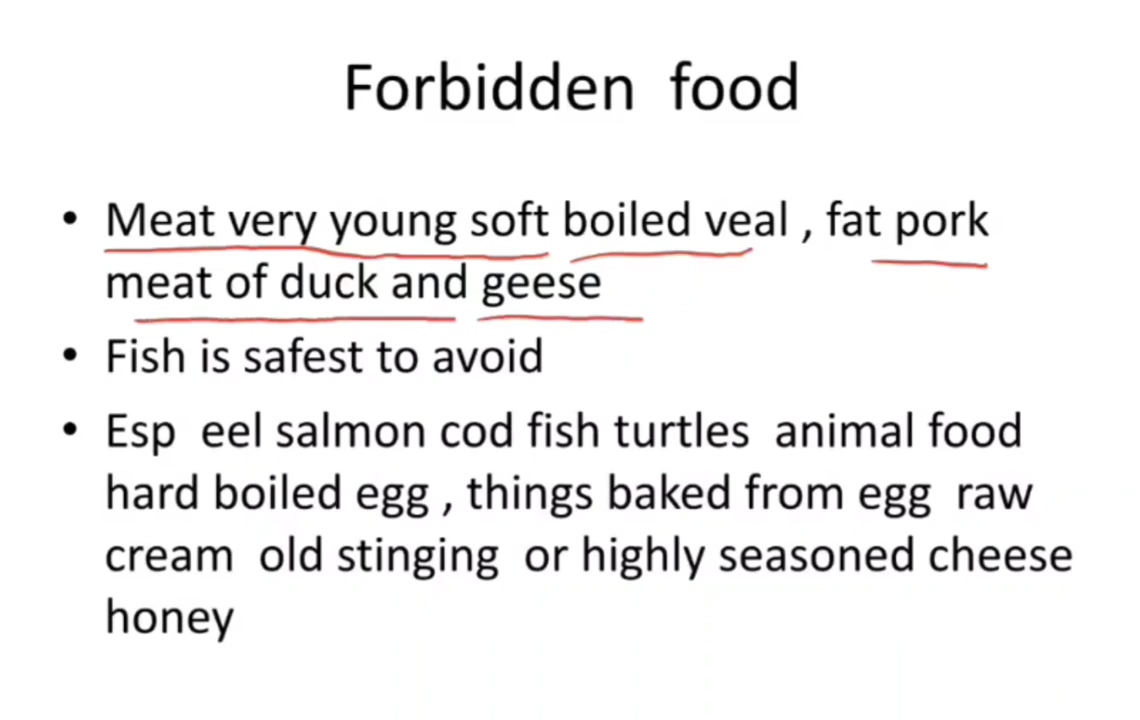 Forbidden food
• Meat very young soft boiled veal , fat pork
meat of duck and geese
• Fish is safest to avoid
• Esp eel salmon cod fish turtles animal food
hard boiled egg , things baked from egg raw
cream old stinging or highly seasoned cheese
honey